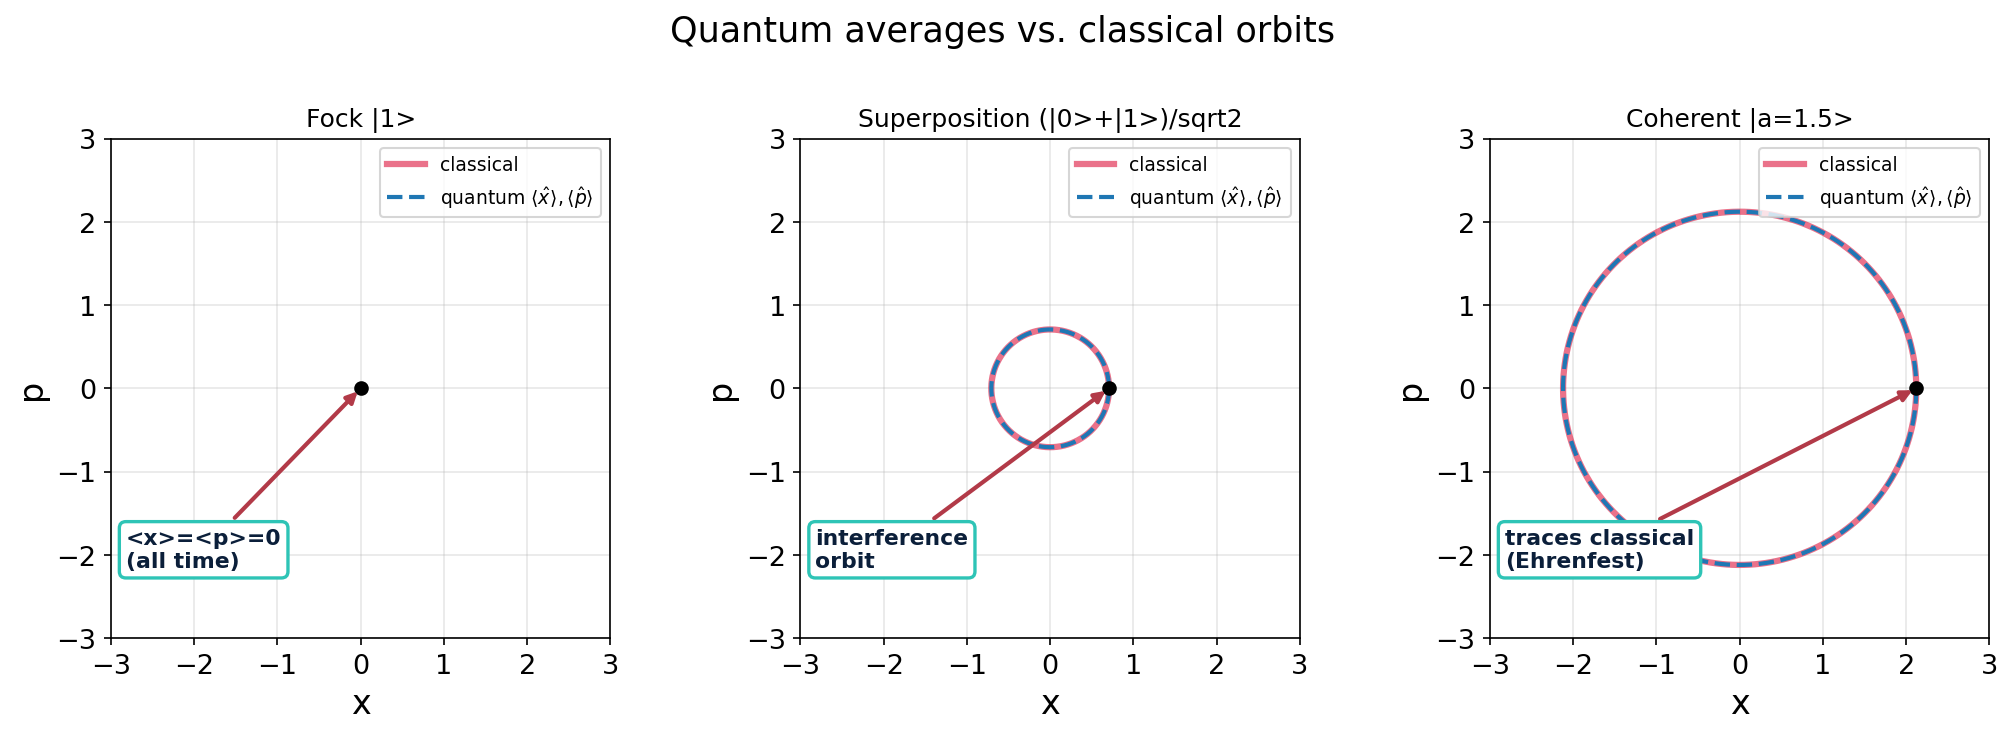 Quantum averages vs. classical orbits
Fock |1>
classical
quantum ⟨x̂⟩,⟨p̂⟩
3
2
1
0
−1
−2
−3
p
<x>=<p>=0
(all time)
−3 −2 −1 0 1 2 3
x
Superposition (|0>+|1>)/sqrt2
classical
quantum ⟨x̂⟩,⟨p̂⟩
3
2
1
0
−1
−2
−3
p
interference
orbit
−3 −2 −1 0 1 2 3
x
Coherent |a=1.5>
classical
quantum ⟨x̂⟩,⟨p̂⟩
3
2
1
0
−1
−2
−3
p
traces classical
(Ehrenfest)
−3 −2 −1 0 1 2 3
x